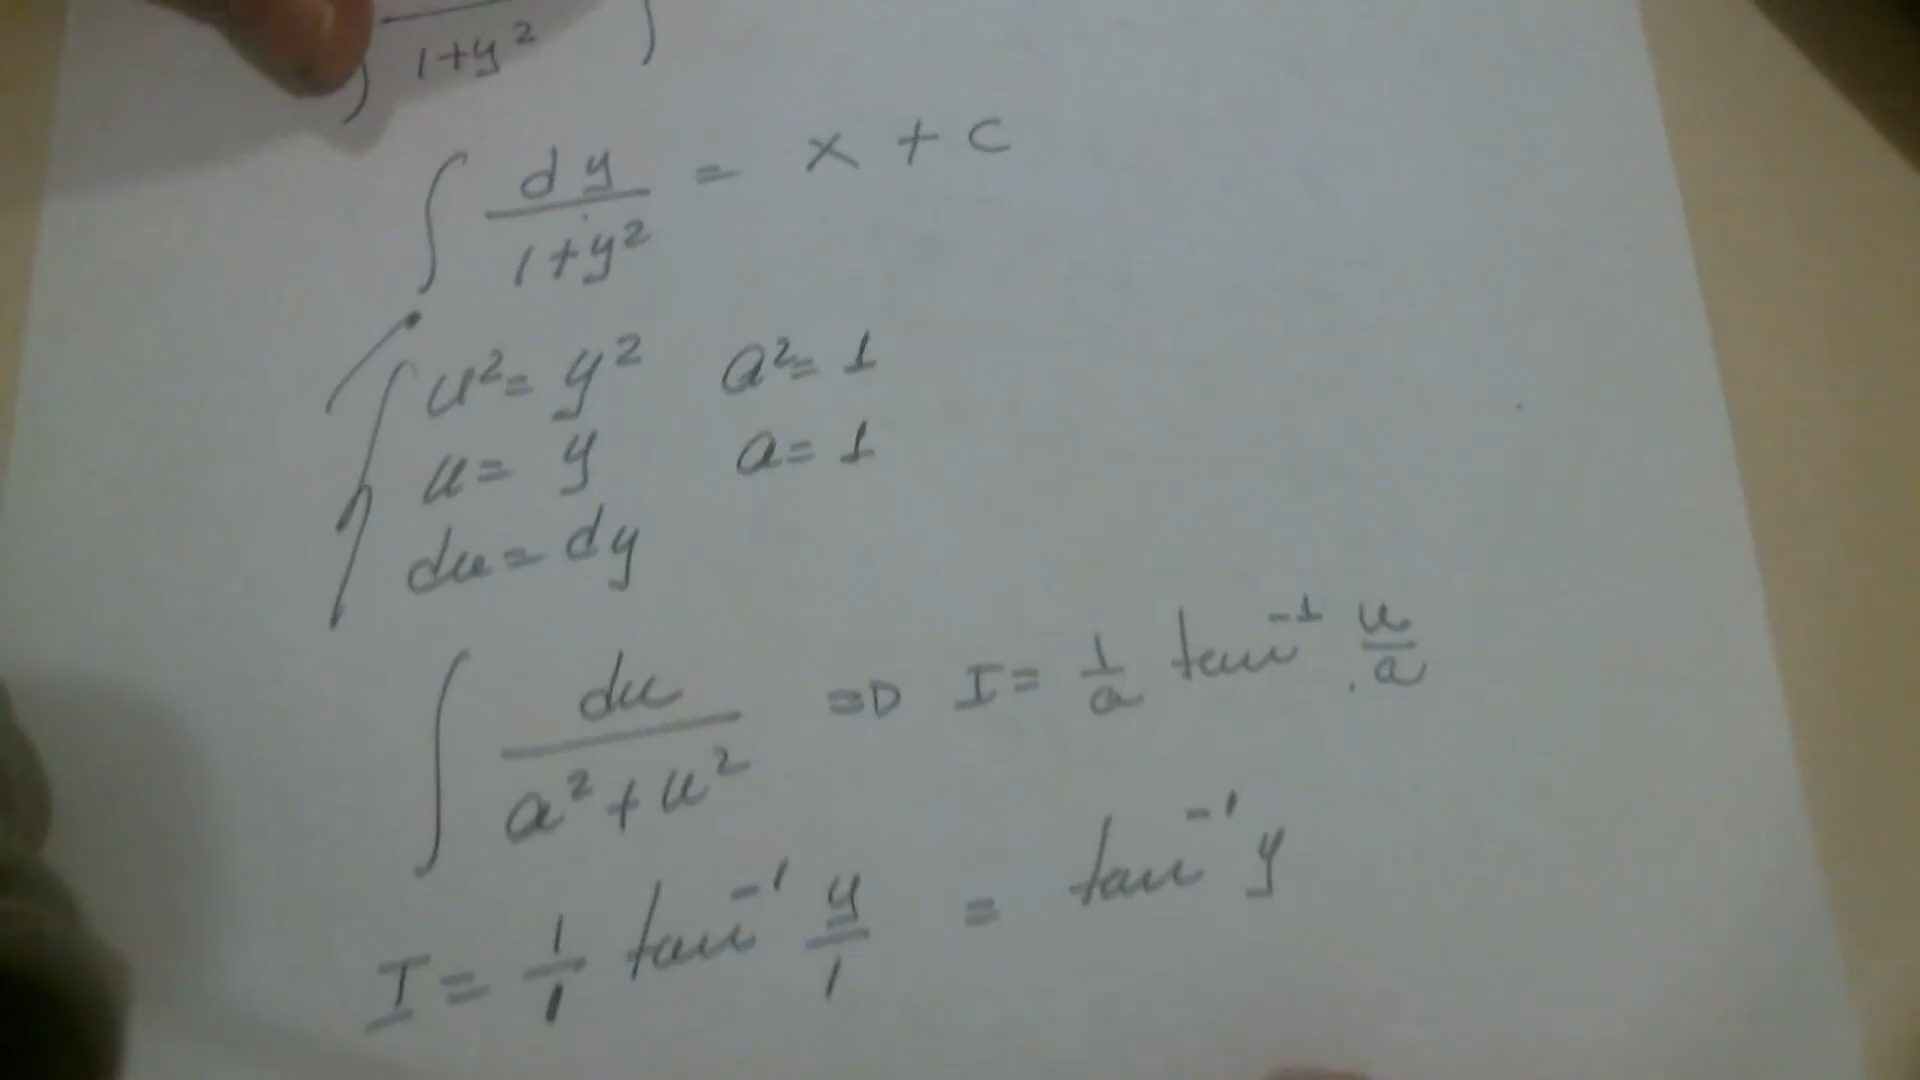 1+y²
∫ dy/(1+y²) = x + c
u² = y² a² = 1
u = y a = 1
du = dy
∫ du/(a²+u²) => I = 1/a tan⁻¹ u/a
I = 1/1 tan⁻¹ y/1 = tan⁻¹ y